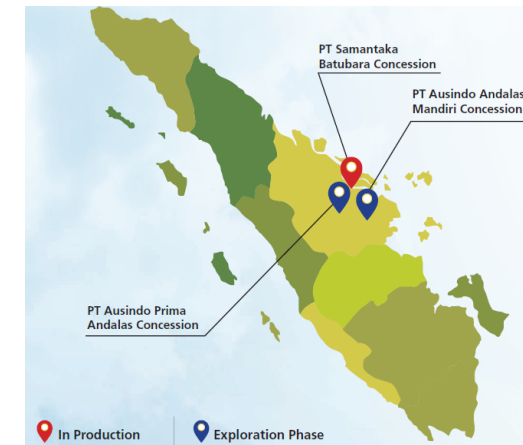 PT Samantaka
Batubara Concession
PT Ausindo Andalas
Mandiri Concession
PT Ausindo Prima
Andalas Concession
In Production
Exploration Phase